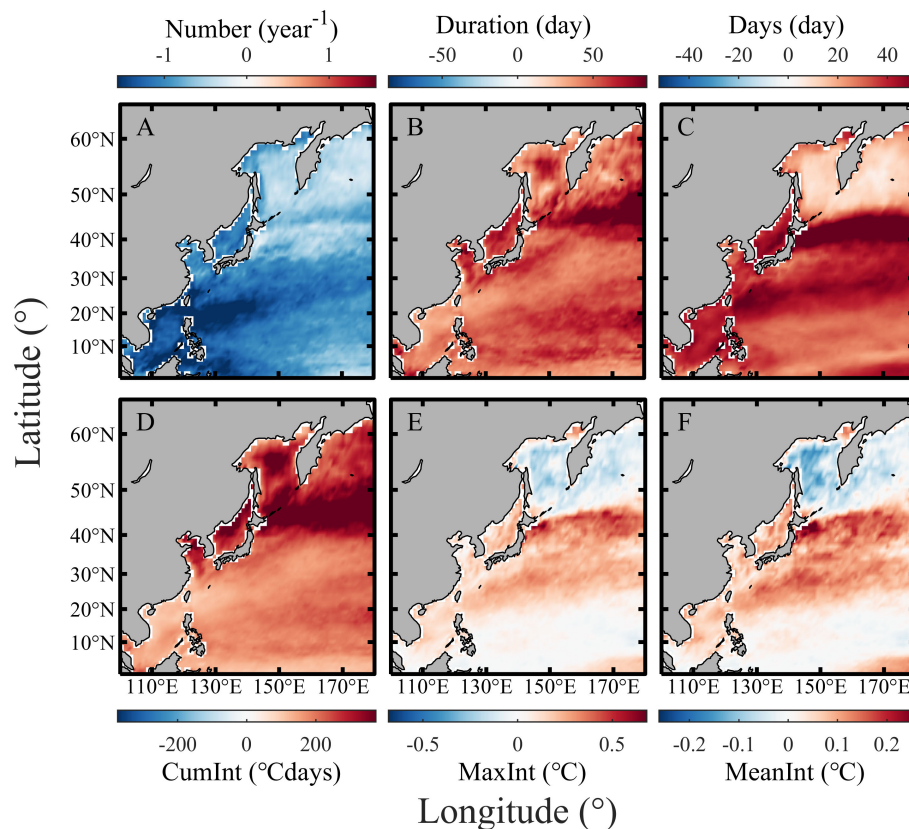 Number (year-1) Duration (day) Days (day)
-1 0 1 -50 0 50 -40 -20 0 20 40
A B C
60°N
50°N
40°N
30°N
20°N
10°N
Latitude (°)
D E F
60°N
50°N
40°N
30°N
20°N
10°N
110°E 130°E 150°E 170°E 110°E 130°E 150°E 170°E 110°E 130°E 150°E 170°E
-200 0 200 -0.5 0 0.5 -0.2 -0.1 0 0.1 0.2
CumInt (°Cdays) MaxInt (°C) MeanInt (°C)
Longitude (°)